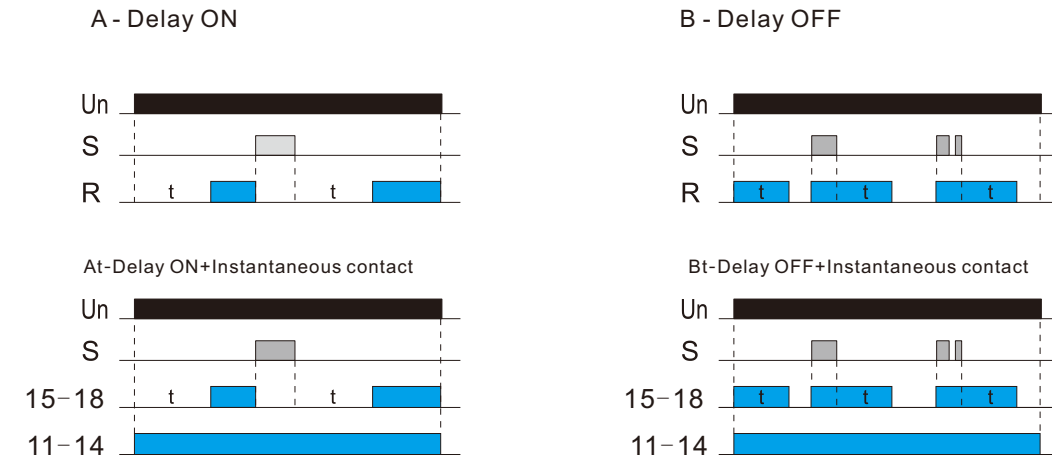 A - Delay ON
Un
S
R t t
At-Delay ON+Instantaneous contact
Un
S
15-18 t t
11-14
B - Delay OFF
Un
S
R t t t
Bt-Delay OFF+Instantaneous contact
Un
S
15-18 t t t
11-14